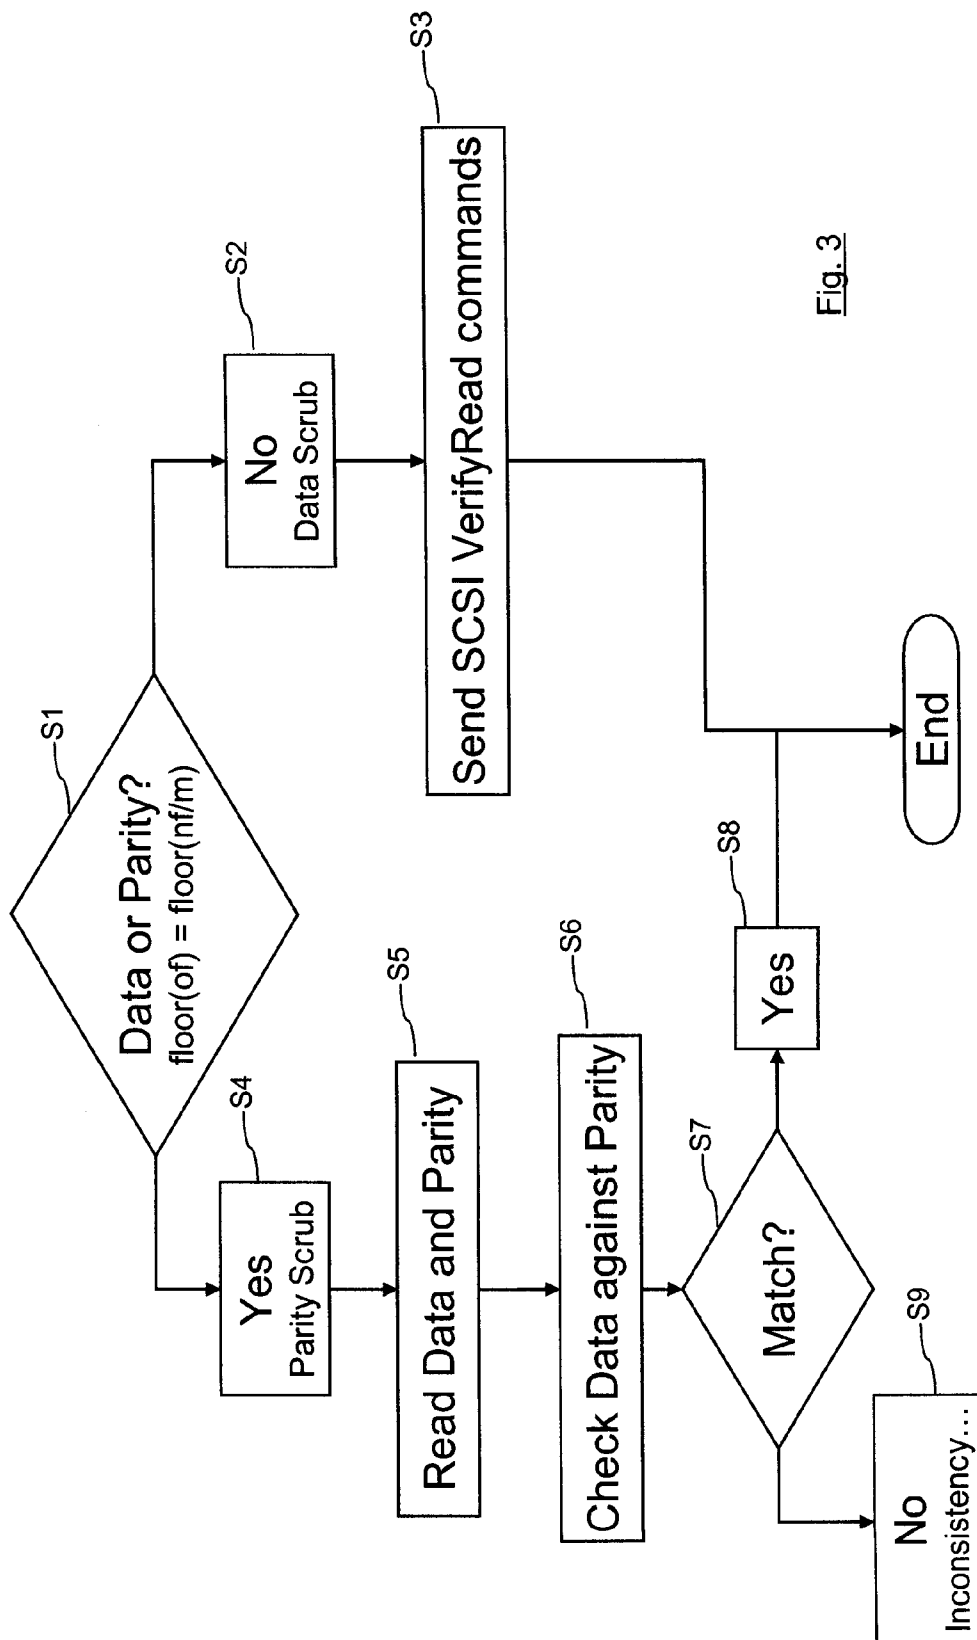 S1
Data or Parity?
floor(of) = floor(nf/m)
S4
Yes
Parity Scrub
S2
No
Data Scrub
S5
Read Data and Parity
S3
Send SCSI VerifyRead commands
S6
Check Data against Parity
S7
Match?
S8
Yes
S9
No
Inconsistency...
End
Fig. 3